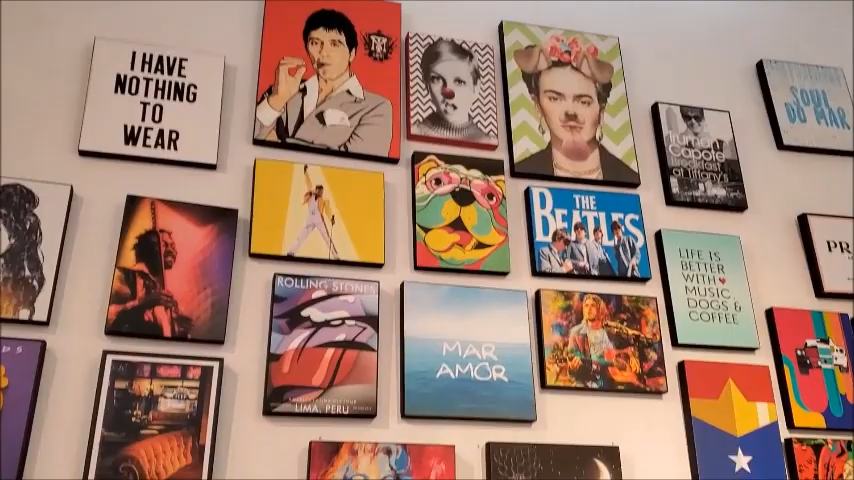 I HAVE
NOTHING
TO
WEAR
SOUL
DO MAR
Truman
Capote
Breakfast
at Tiffany's
THE
BEATLES
LIFE IS
BETTER
WITH
MUSIC
DOGS &
COFFEE
ROLLING STONES
LIMA, PERU
MAR
AMOR